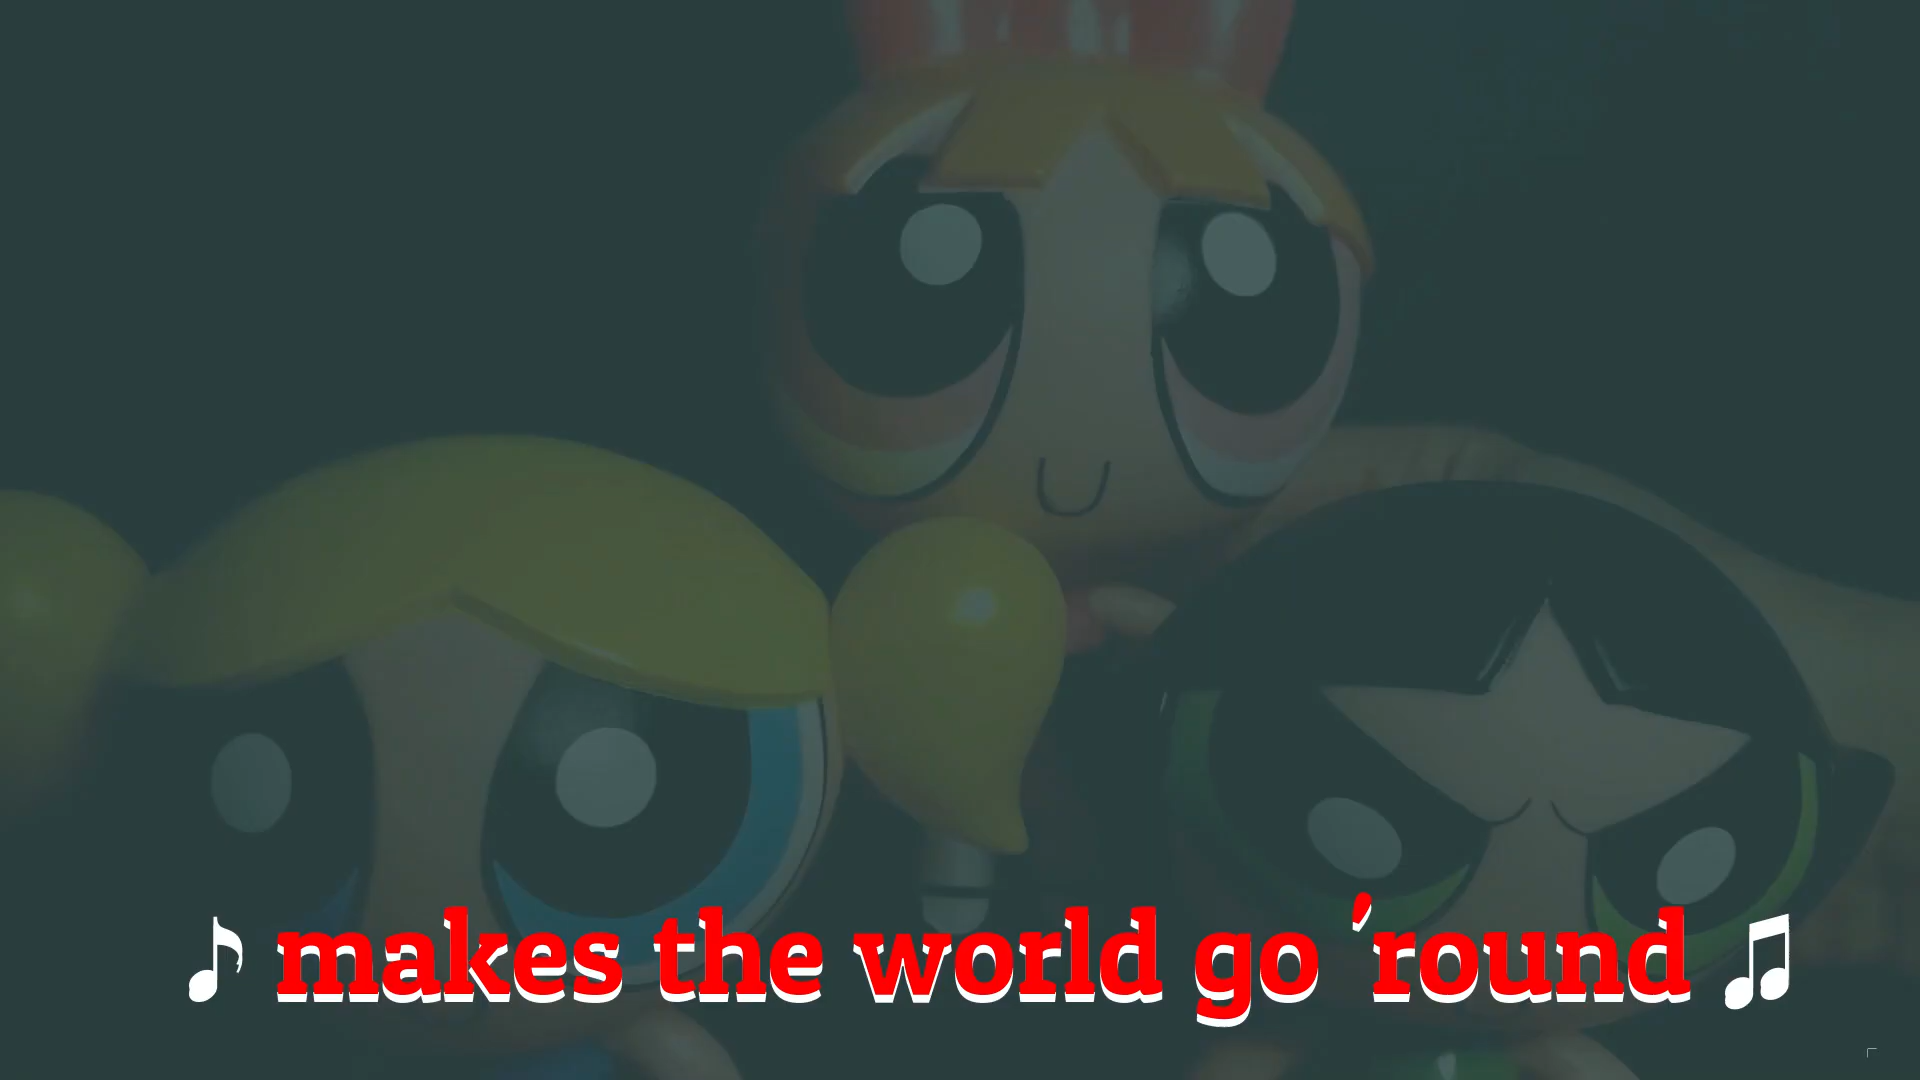 ♪ makes the world go ’round ♫